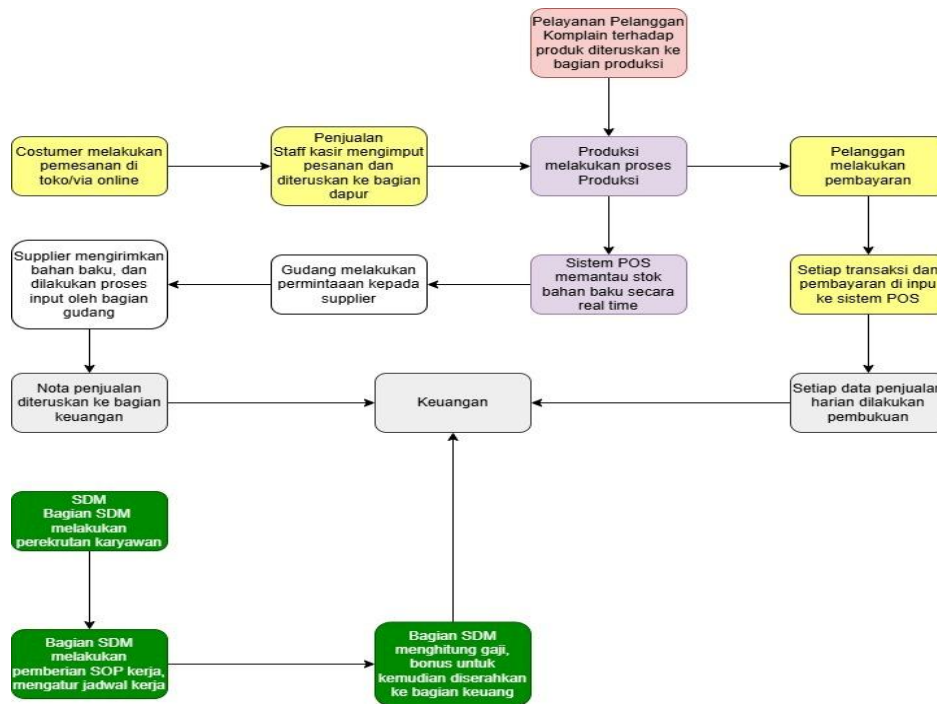 Pelayanan Pelanggan
Komplain terhadap
produk diteruskan ke
bagian produksi
Costumer melakukan
pemesanan di
toko/via online
Penjualan
Staff kasir mengimput
pesanan dan
diteruskan ke bagian
dapur
Produksi
melakukan proses
Produksi
Pelanggan
melakukan
pembayaran
Supplier mengirimkan
bahan baku, dan
dilakukan proses
input oleh bagian
gudang
Gudang melakukan
permintaaan kepada
supplier
Sistem POS
memantau stok
bahan baku secara
real time
Setiap transaksi dan
pembayaran di input
ke sistem POS
Nota penjualan
diteruskan ke bagian
keuangan
Keuangan
Setiap data penjualan
harian dilakukan
pembukuan
SDM
Bagian SDM
melakukan
perekrutan karyawan
Bagian SDM
melakukan
pemberian SOP kerja,
mengatur jadwal kerja
Bagian SDM
menghitung gaji,
bonus untuk
kemudian diserahkan
ke bagian keuang